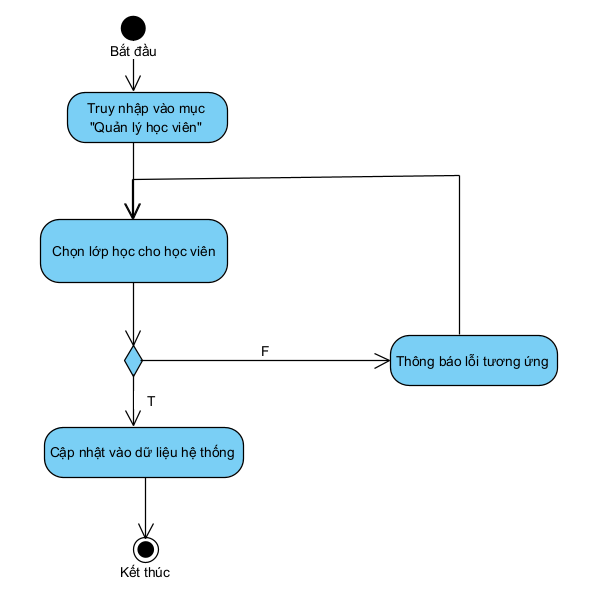 Bắt đầu
Truy nhập vào mục
"Quản lý học viên"
Chọn lớp học cho học viên
F
Thông báo lỗi tương ứng
T
Cập nhật vào dữ liệu hệ thống
Kết thúc